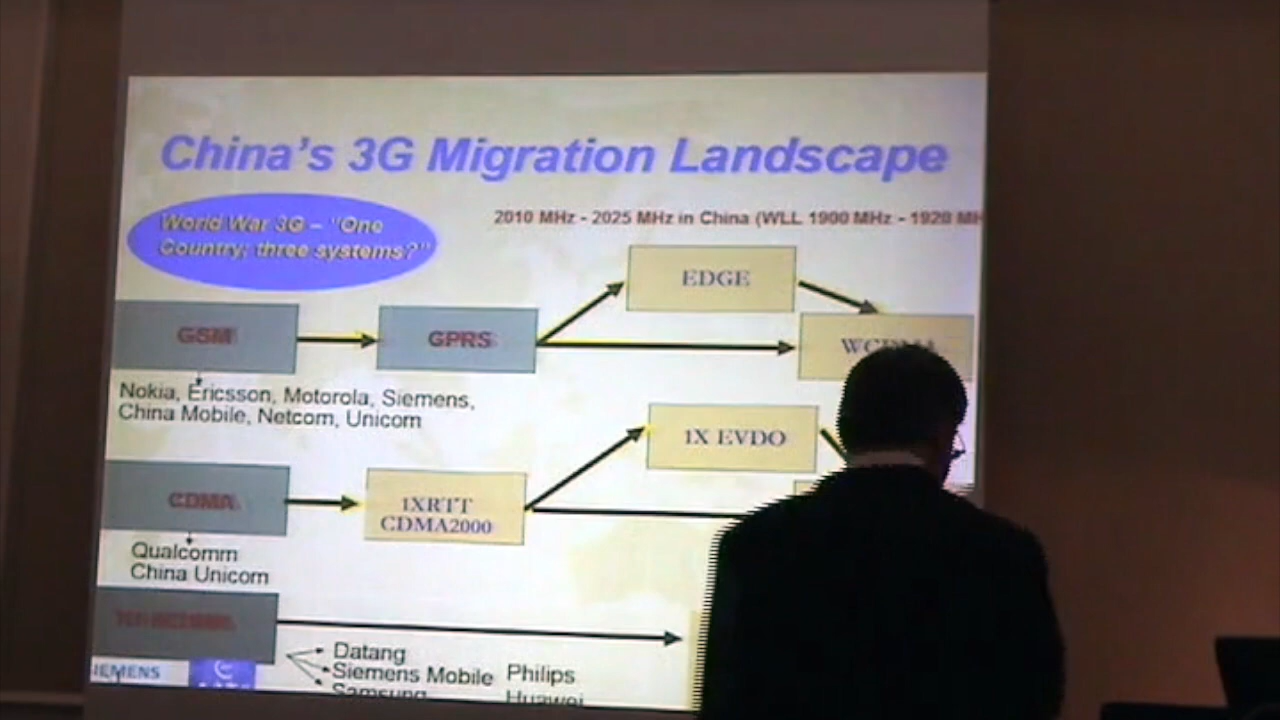 China's 3G Migration Landscape
World War 3G – "One
Country; three systems?"
2010 MHz - 2025 MHz in China (WLL 1900 MHz - 1920 MH
EDGE
GSM
GPRS
Nokia, Ericsson, Motorola, Siemens,
China Mobile, Netcom, Unicom
1X EVDO
CDMA
1XRTT
CDMA2000
Qualcomm
China Unicom
Datang
Siemens Mobile
Philips
Samsung
Huawei
IEMENS